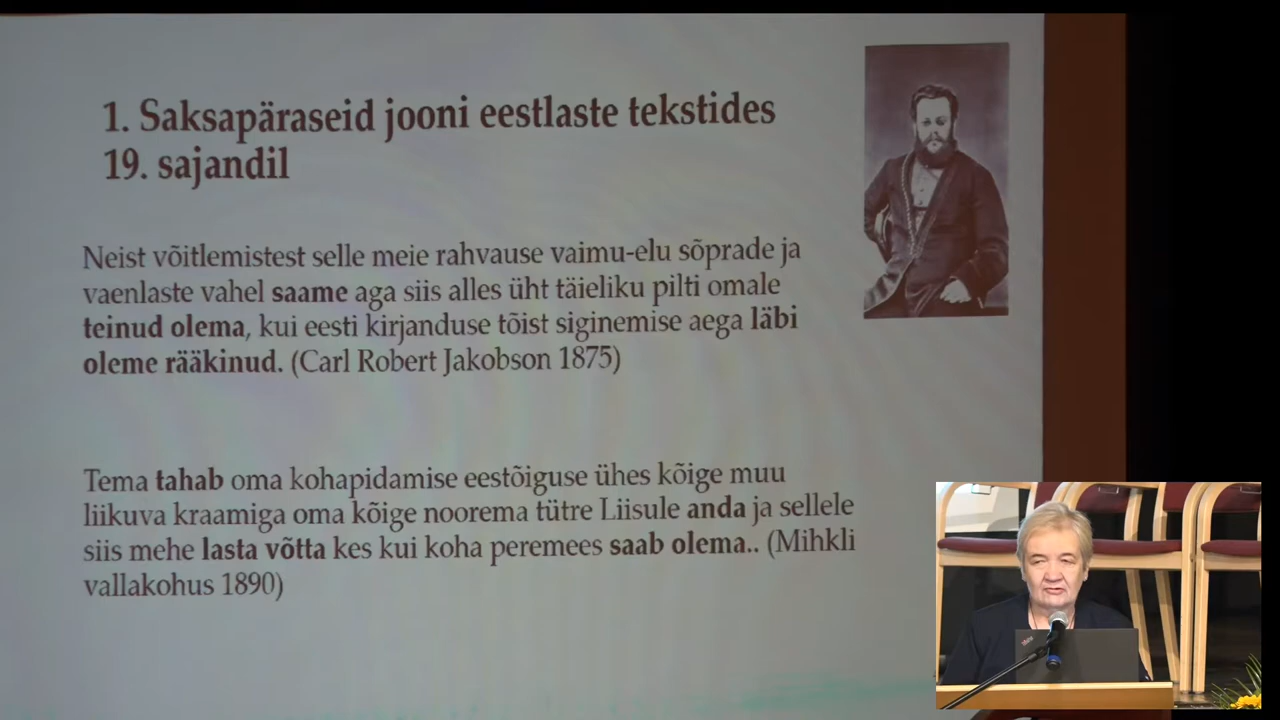 1. Saksapäraseid jooni eestlaste tekstides
19. sajandil
Neist võitlemistest selle meie rahvause vaimu-elu sõprade ja
vaenlaste vahel saame aga siis alles üht täieliku pilti omale
teinud olema, kui eesti kirjanduse tõist siginemise aega läbi
oleme rääkinud. (Carl Robert Jakobson 1875)
Tema tahab oma kohapidamise eestõiguse ühes kõige muu
liikuva kraamiga oma kõige noorema tütre Liisule anda ja sellele
siis mehe lasta võtta kes kui koha peremees saab olema.. (Mihkli
vallakohus 1890)